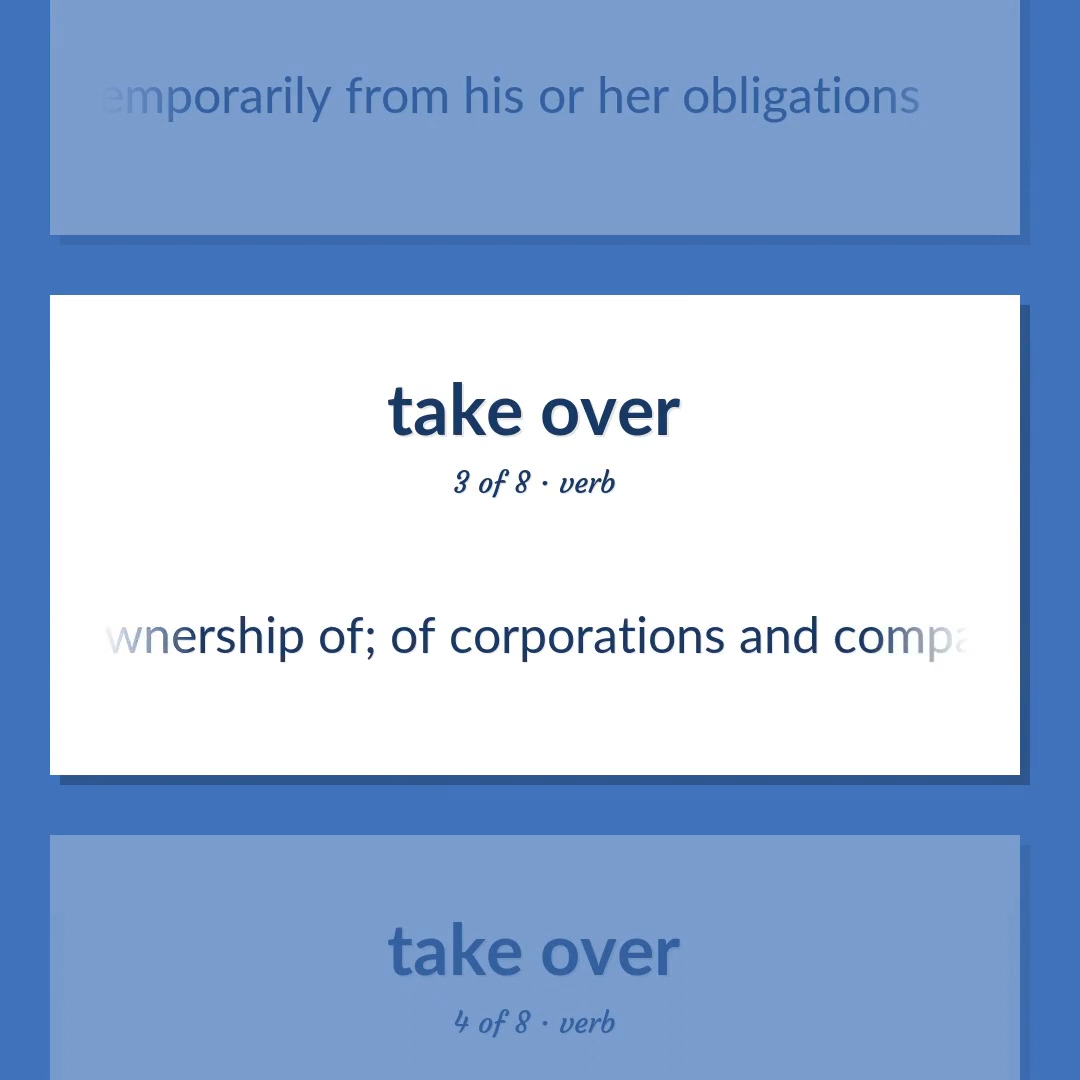 emporarily from his or her obligations
take over
3 of 8 · verb
wnership of; of corporations and compa
take over
4 of 8 · verb